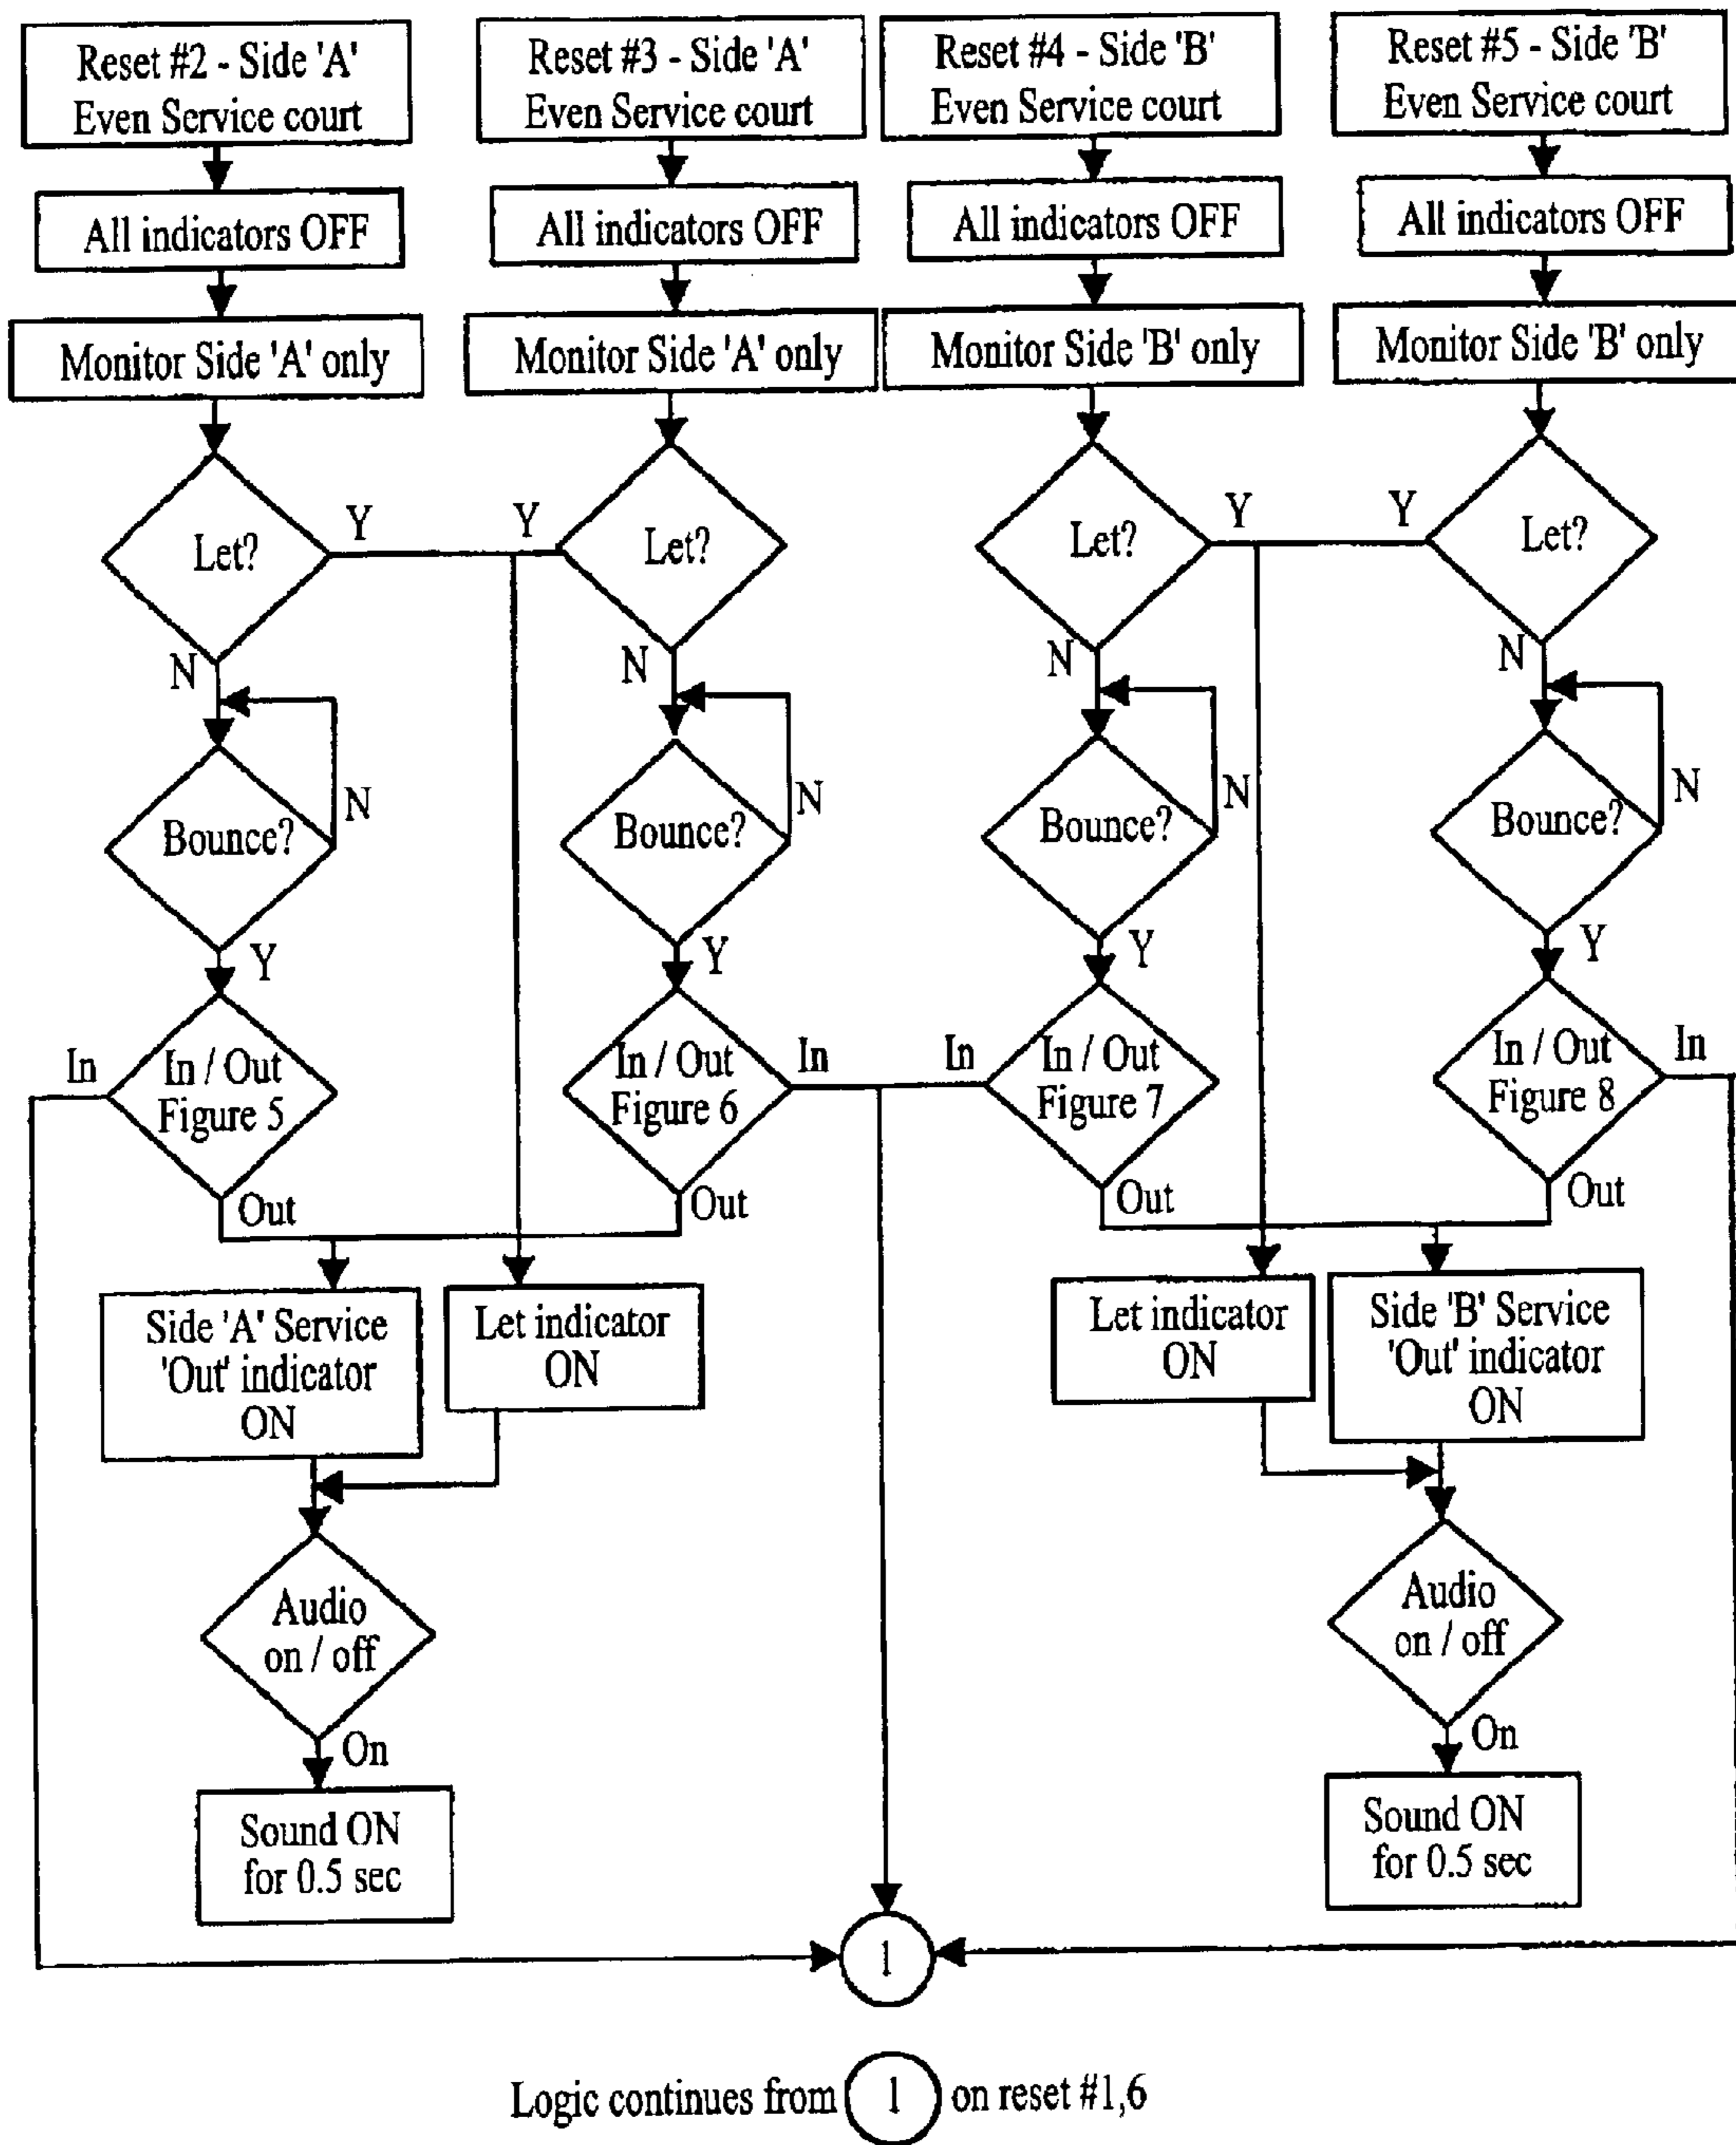 Reset #2 - Side 'A'
Even Service court
Reset #3 - Side 'A'
Even Service court
Reset #4 - Side 'B'
Even Service court
Reset #5 - Side 'B'
Even Service court
All indicators OFF
All indicators OFF
All indicators OFF
All indicators OFF
Monitor Side 'A' only
Monitor Side 'A' only
Monitor Side 'B' only
Monitor Side 'B' only
Let?
Y
Y
Let?
Let?
Y
Y
Let?
N
N
N
N
Bounce?
N
Bounce?
N
Bounce?
N
Bounce?
N
Y
Y
Y
Y
In
In / Out
Figure 5
In / Out
Figure 6
In
In
In / Out
Figure 7
In / Out
Figure 8
In
Out
Out
Out
Out
Side 'A' Service
'Out' indicator
ON
Let indicator
ON
Let indicator
ON
Side 'B' Service
'Out' indicator
ON
Audio
on / off
Audio
on / off
On
On
Sound ON
for 0.5 sec
Sound ON
for 0.5 sec
1
Logic continues from 1 on reset #1,6